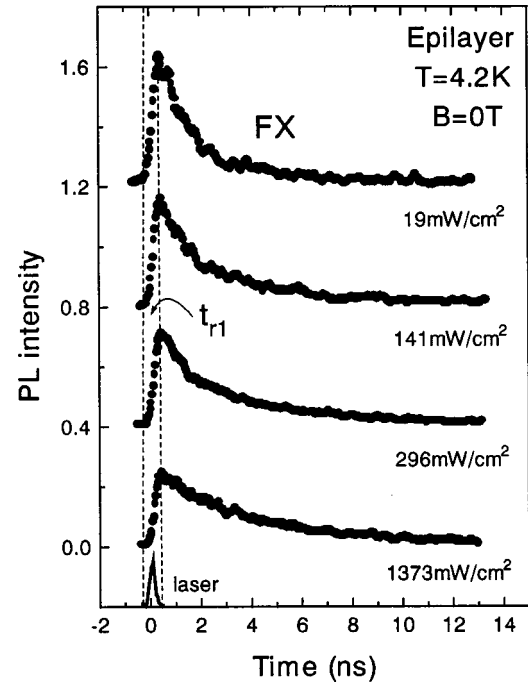 Epilayer
T=4.2K
B=0T
FX
19mW/cm²
t_r1
141mW/cm²
296mW/cm²
1373mW/cm²
laser
PL intensity
1.6
1.2
0.8
0.4
0.0
-2 0 2 4 6 8 10 12 14
Time (ns)